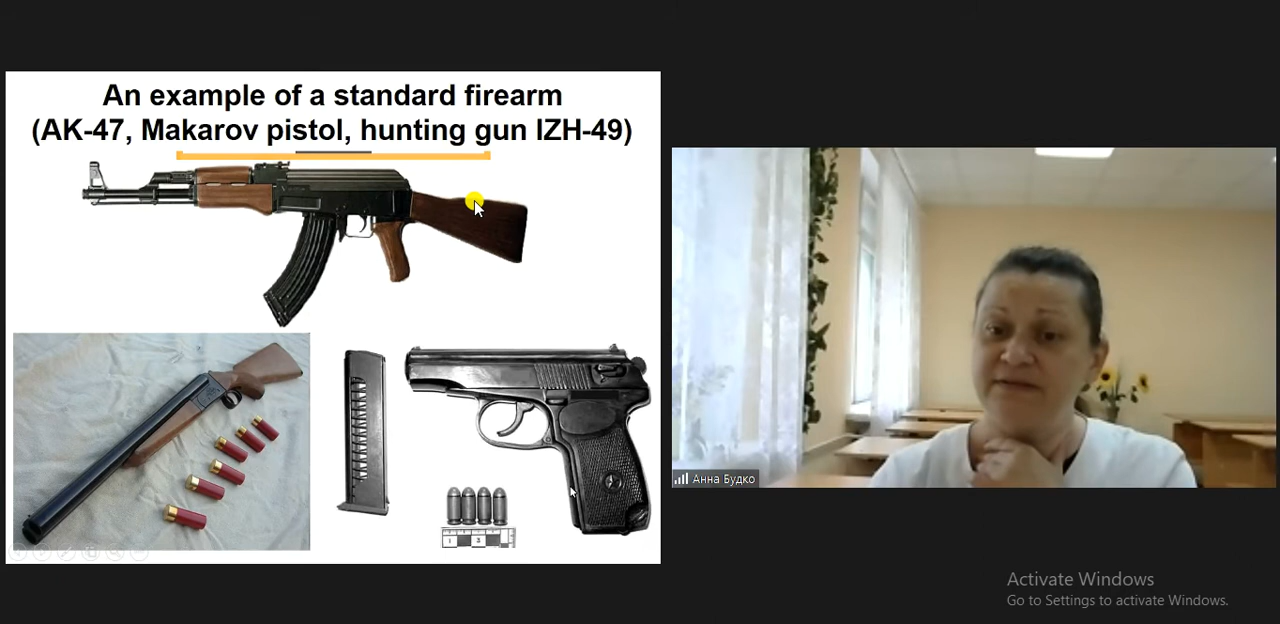 An example of a standard firearm
(AK-47, Makarov pistol, hunting gun IZH-49)
Анна Будко
Activate Windows
Go to Settings to activate Windows.